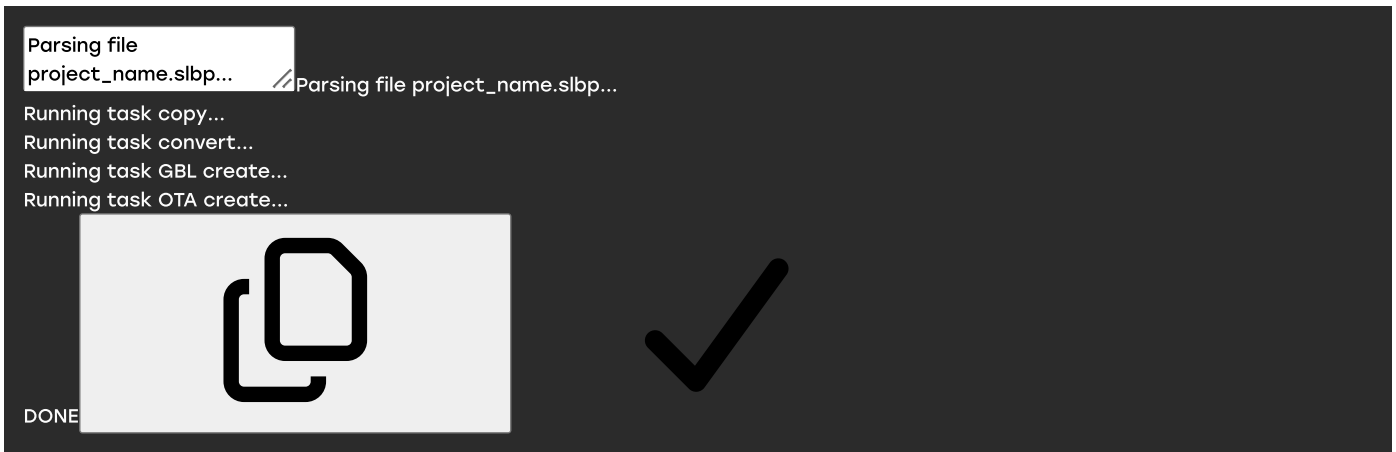 Parsing file
project_name.slbp...
Parsing file project_name.slbp...
Running task copy...
Running task convert...
Running task GBL create...
Running task OTA create...
DONE